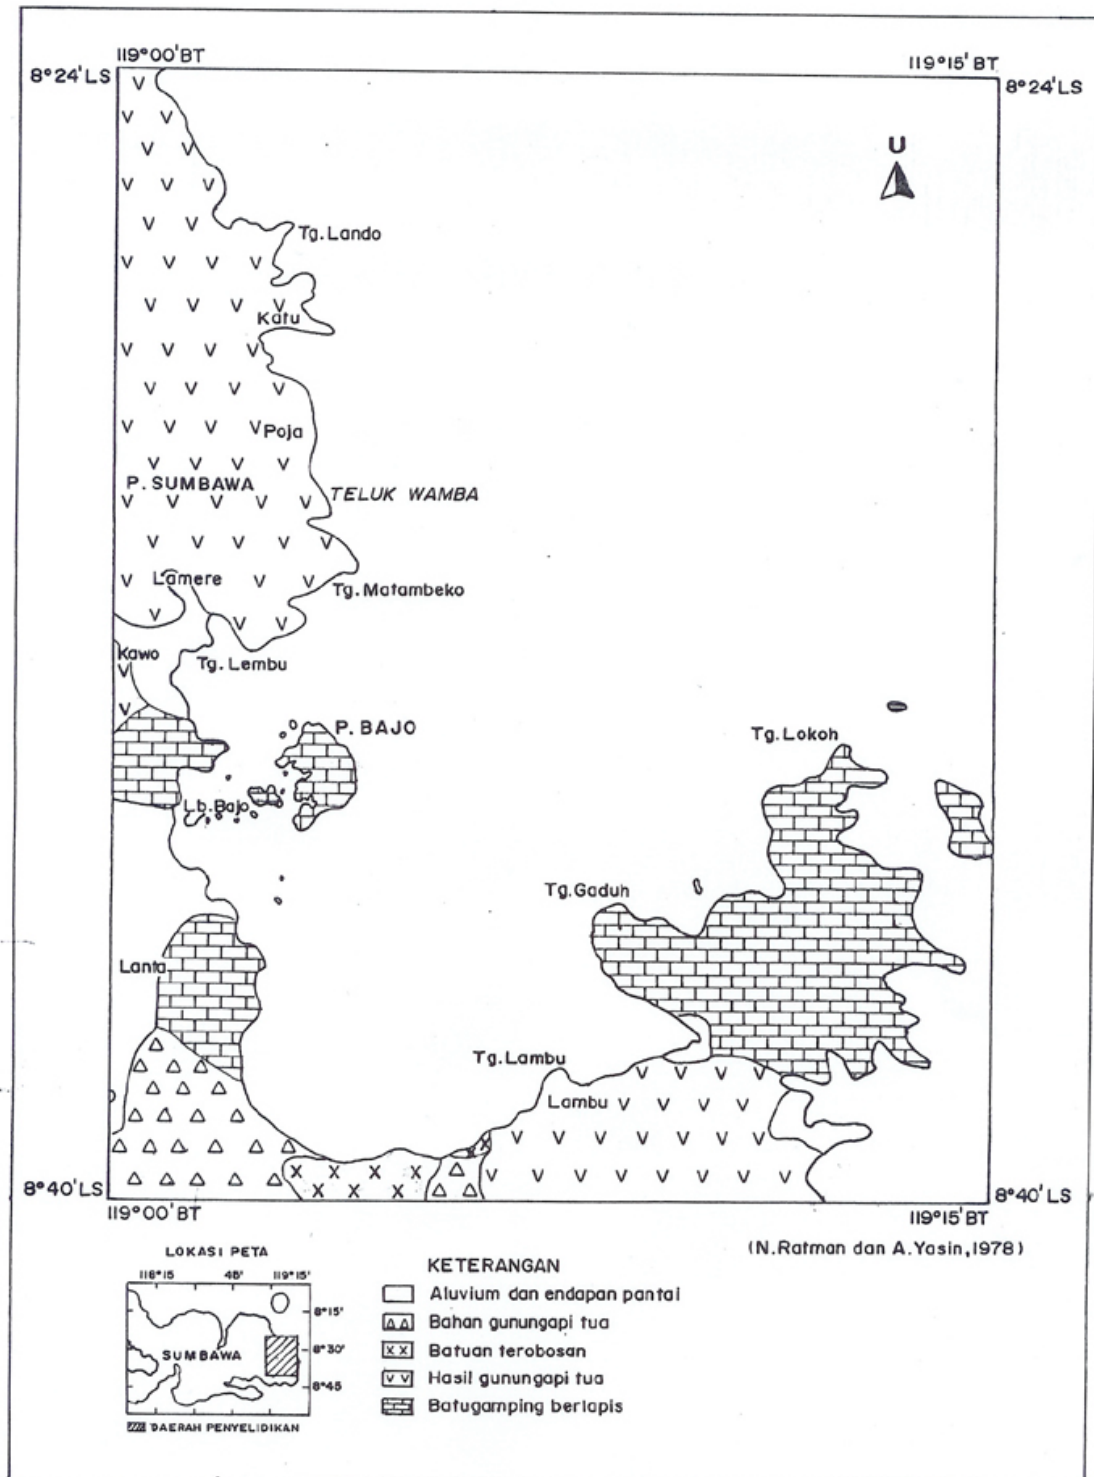 119°00'BT
119°15'BT
8°24'LS
8°24'LS
U
Tg.Lando
Katu
Poja
P. SUMBAWA
TELUK WAMBA
Lamere
Tg.Matambeko
Kawo
Tg.Lembu
P. BAJO
Tg.Lokoh
Lb.Bajo
Tg.Gaduh
Lanta
Tg.Lambu
Lambu
8°40'LS
8°40'LS
119°00'BT
119°15'BT
(N.Ratman dan A.Yasin,1978)
LOKASI PETA
118°15 45' 119°15'
8°15'
8°30'
8°45
SUMBAWA
DAERAH PENYELIDIKAN
KETERANGAN
Aluvium dan endapan pantai
Bahan gunungapi tua
Batuan terobosan
Hasil gunungapi tua
Batugamping berlapis